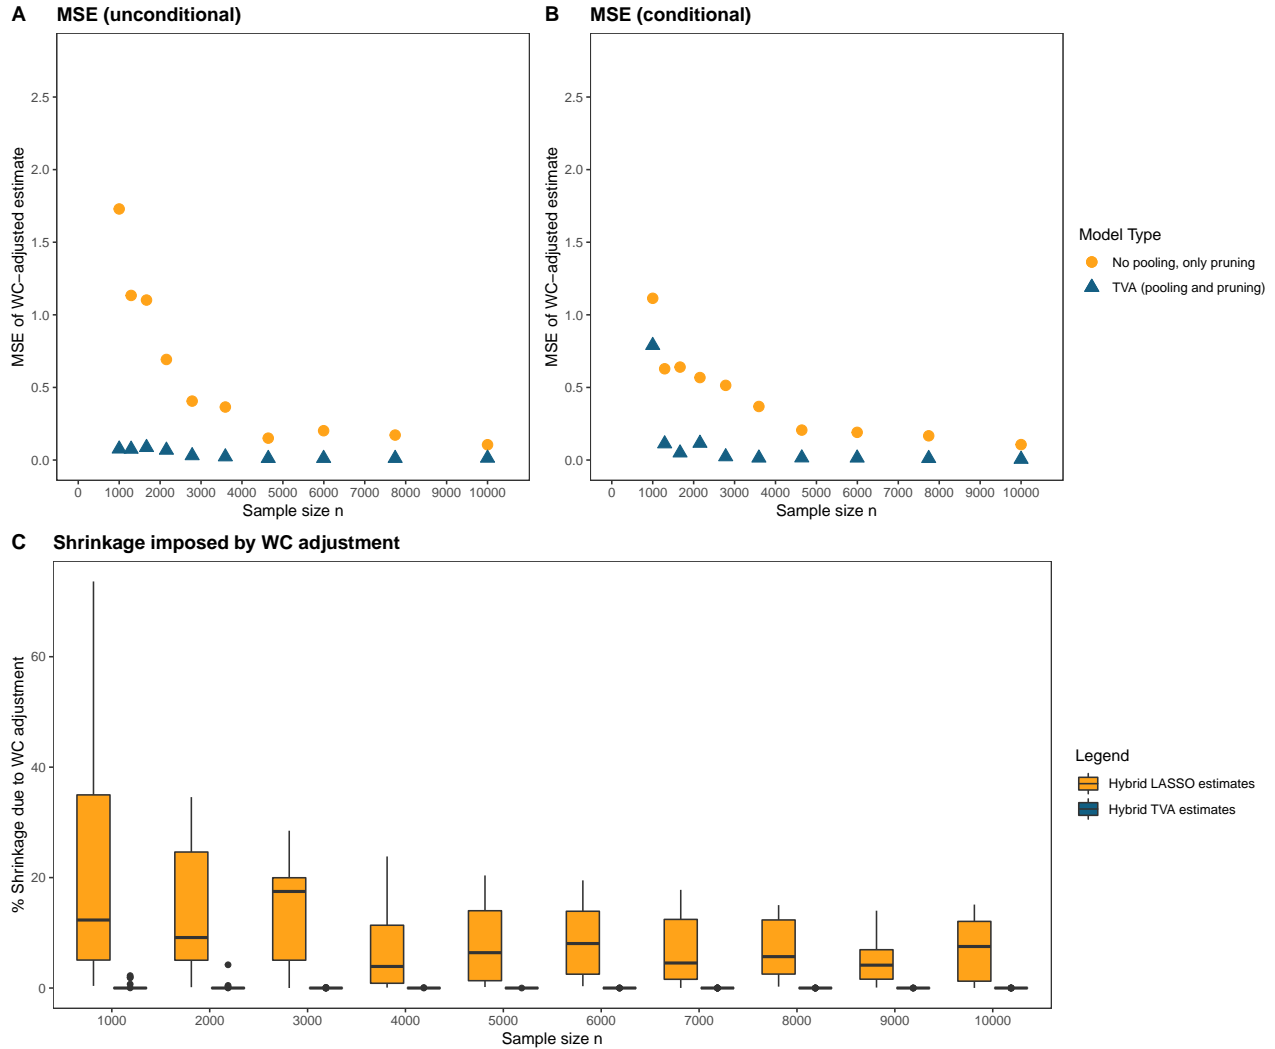 A MSE (unconditional)
MSE of WC−adjusted estimate
2.5
2.0
1.5
1.0
0.5
0.0
0 1000 2000 3000 4000 5000 6000 7000 8000 9000 10000
Sample size n
B MSE (conditional)
MSE of WC−adjusted estimate
2.5
2.0
1.5
1.0
0.5
0.0
0 1000 2000 3000 4000 5000 6000 7000 8000 9000 10000
Sample size n
Model Type
No pooling, only pruning
TVA (pooling and pruning)
C Shrinkage imposed by WC adjustment
% Shrinkage due to WC adjustment
60
40
20
0
1000 2000 3000 4000 5000 6000 7000 8000 9000 10000
Sample size n
Legend
Hybrid LASSO estimates
Hybrid TVA estimates